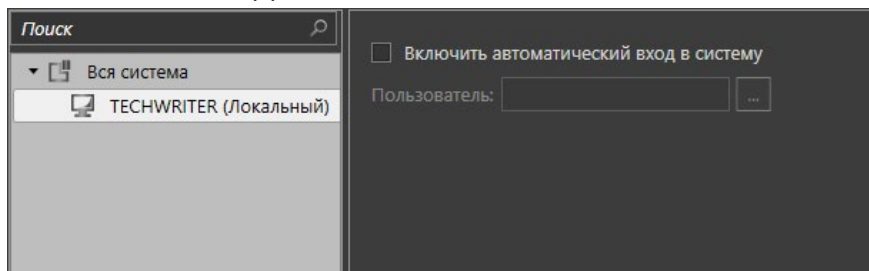 Поиск
Вся система
TECHWRITER (Локальный)
Включить автоматический вход в систему
Пользователь:
...